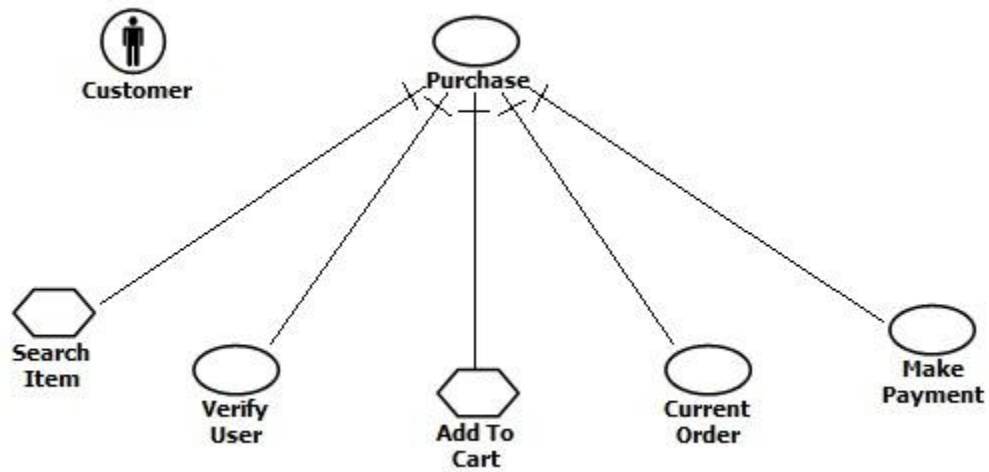 Customer
Purchase
Search
Item
Verify
User
Add To
Cart
Current
Order
Make
Payment